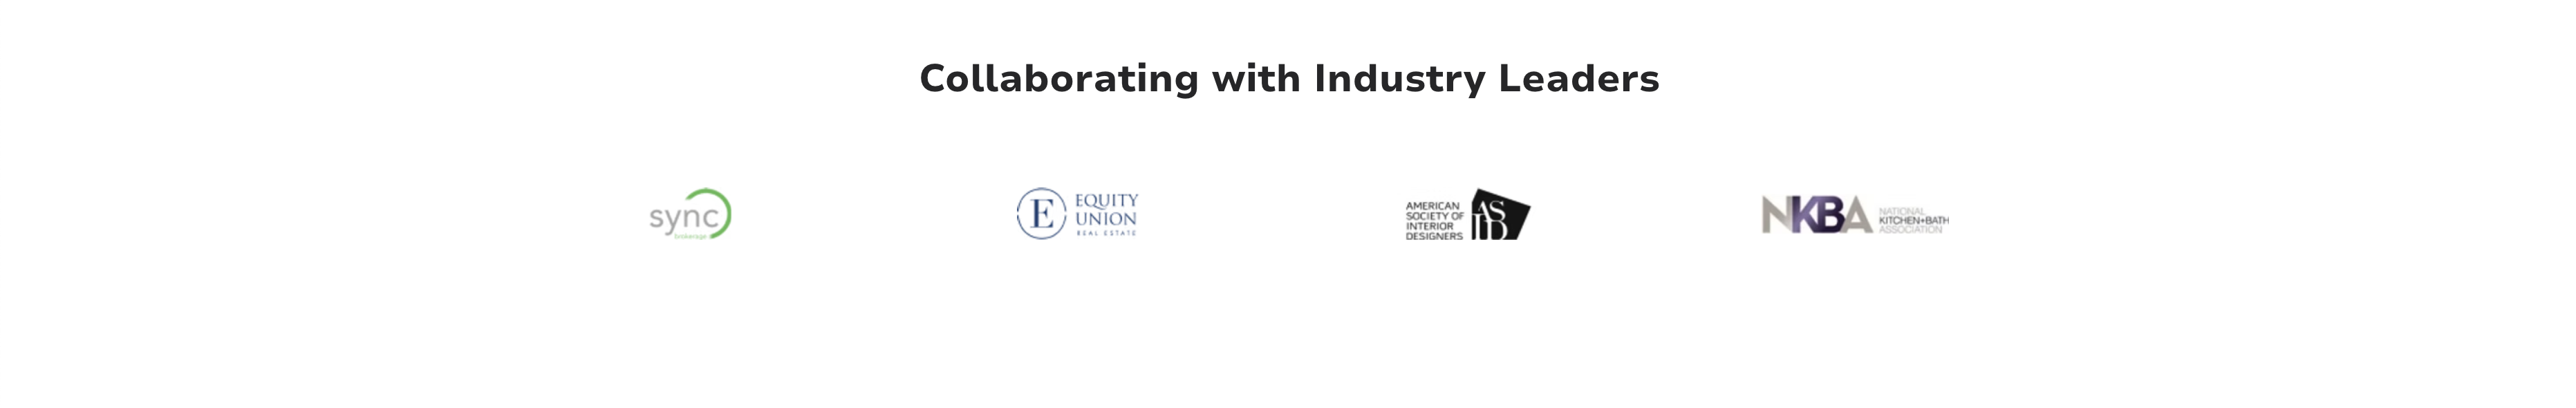 Collaborating with Industry Leaders
sync
brokerage
E
EQUITY
UNION
REAL ESTATE
AMERICAN
SOCIETY OF
INTERIOR
DESIGNERS
AS
ID
NKBA
NATIONAL
KITCHEN+BATH
ASSOCIATION